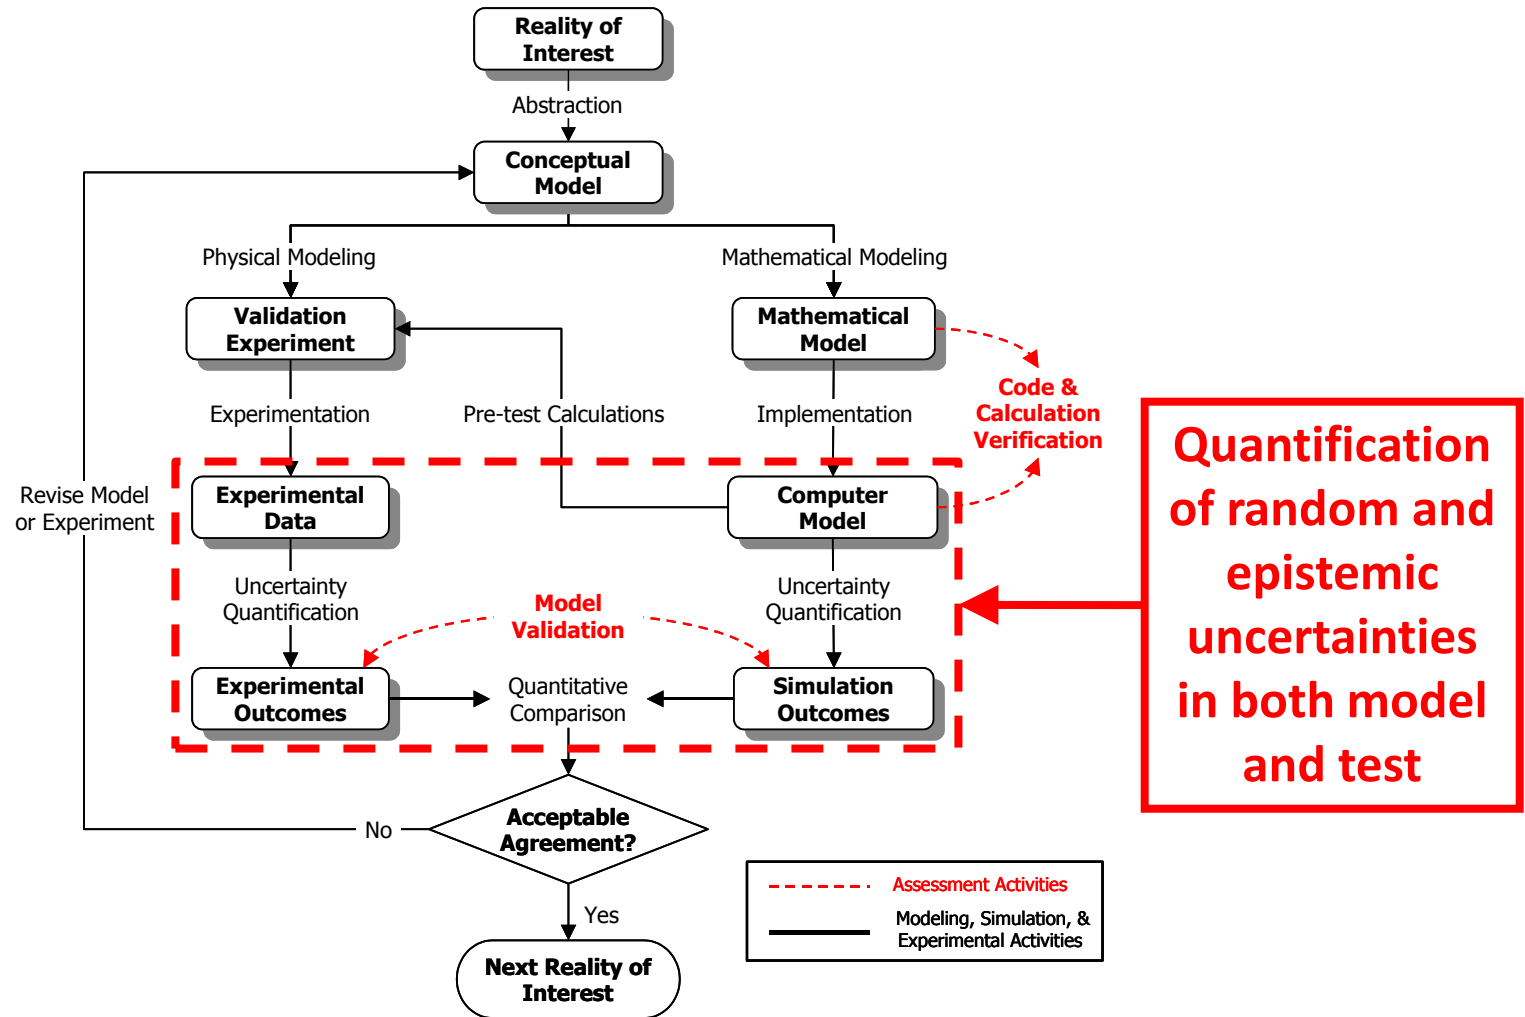 Reality of
Interest
Abstraction
Conceptual
Model
Physical Modeling
Mathematical Modeling
Validation
Experiment
Mathematical
Model
Code &
Calculation
Verification
Experimentation
Pre-test Calculations
Implementation
Revise Model
or Experiment
Experimental
Data
Computer
Model
Uncertainty
Quantification
Model
Validation
Uncertainty
Quantification
Experimental
Outcomes
Quantitative
Comparison
Simulation
Outcomes
Quantification
of random and
epistemic
uncertainties
in both model
and test
Acceptable
Agreement?
No
Yes
Next Reality of
Interest
Assessment Activities
Modeling, Simulation, &
Experimental Activities